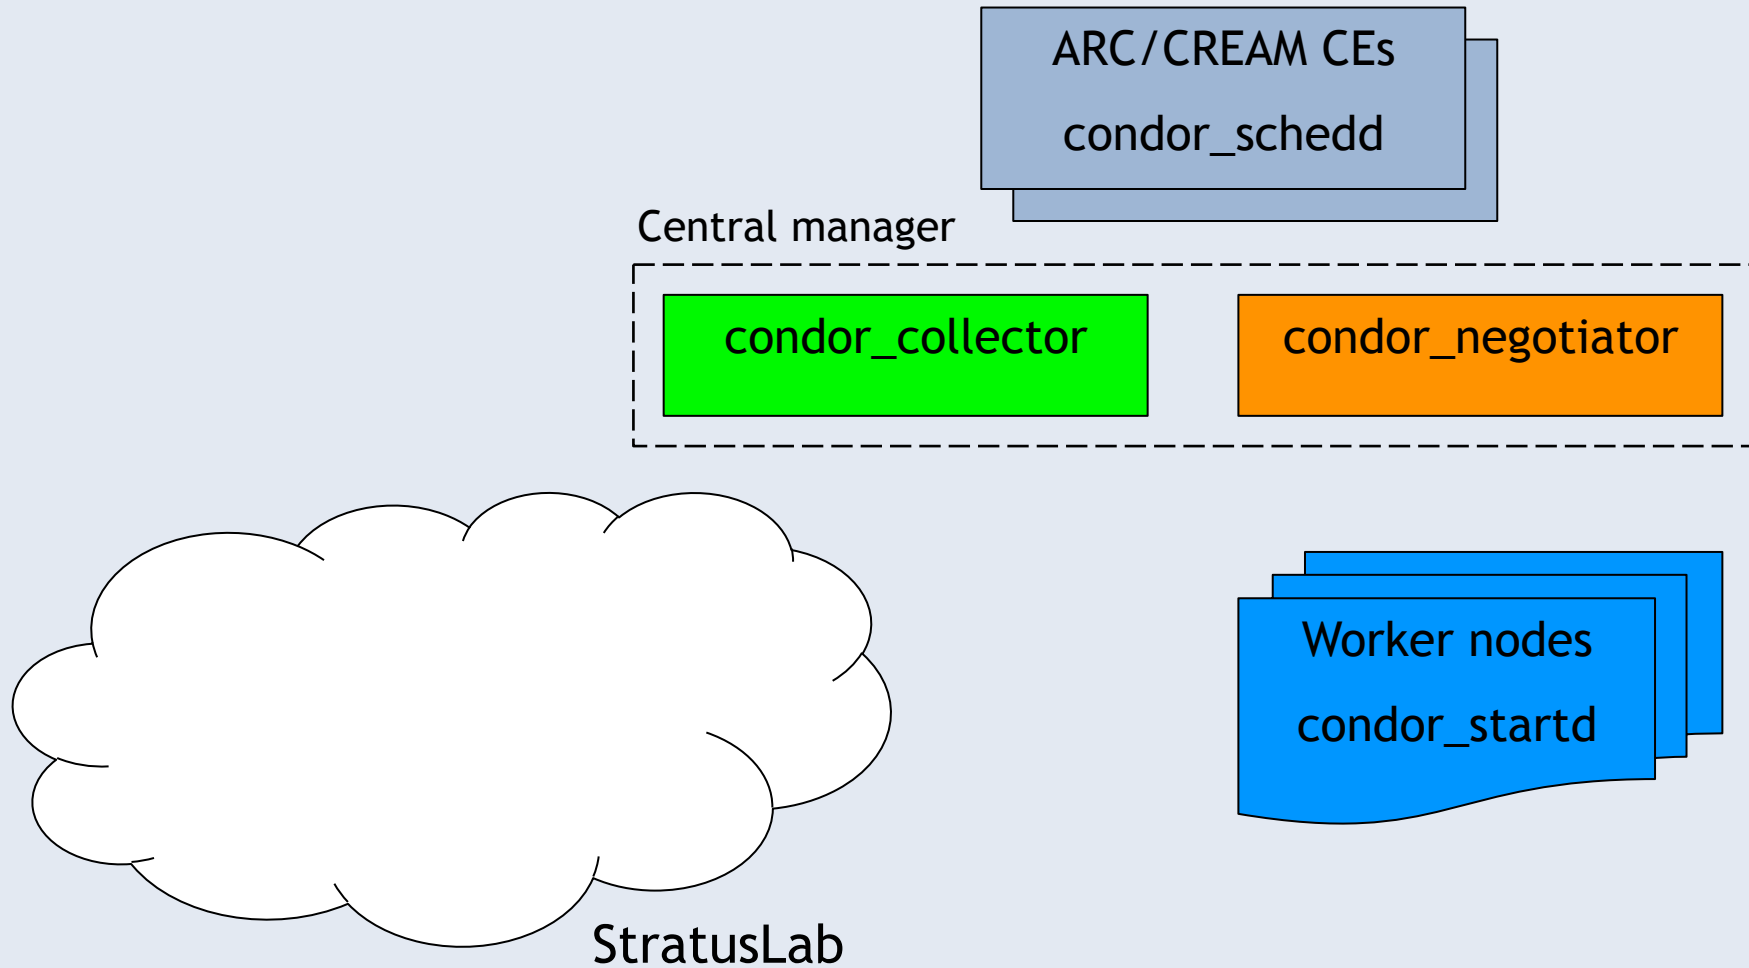 ARC/CREAM CEs
condor_schedd
Central manager
condor_collector
condor_negotiator
Worker nodes
condor_startd
StratusLab